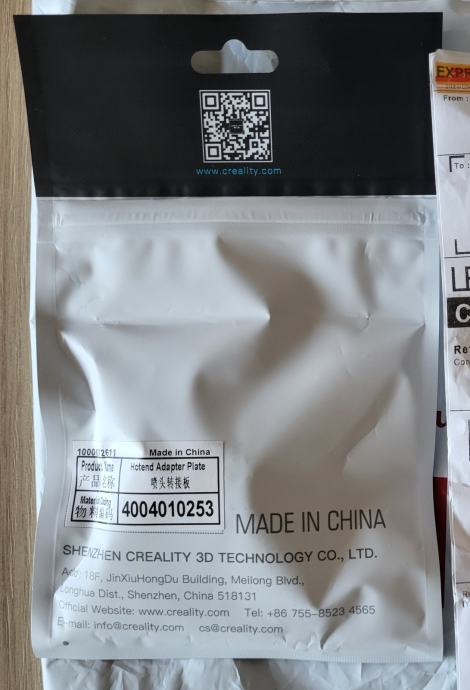 www.creality.com
EXPR
From :
To :
Made in China
Product Name
Hotend Adapter Plate
产品名称
喷头转接板
Material Coding
物料编码
4004010253
MADE IN CHINA
SHENZHEN CREALITY 3D TECHNOLOGY CO., LTD.
Add: 18F, JinXiuHongDu Building, Meilong Blvd.,
Longhua Dist., Shenzhen, China 518131
Official Website: www.creality.com Tel: +86 755-8523 4565
E-mail: info@creality.com cs@creality.com